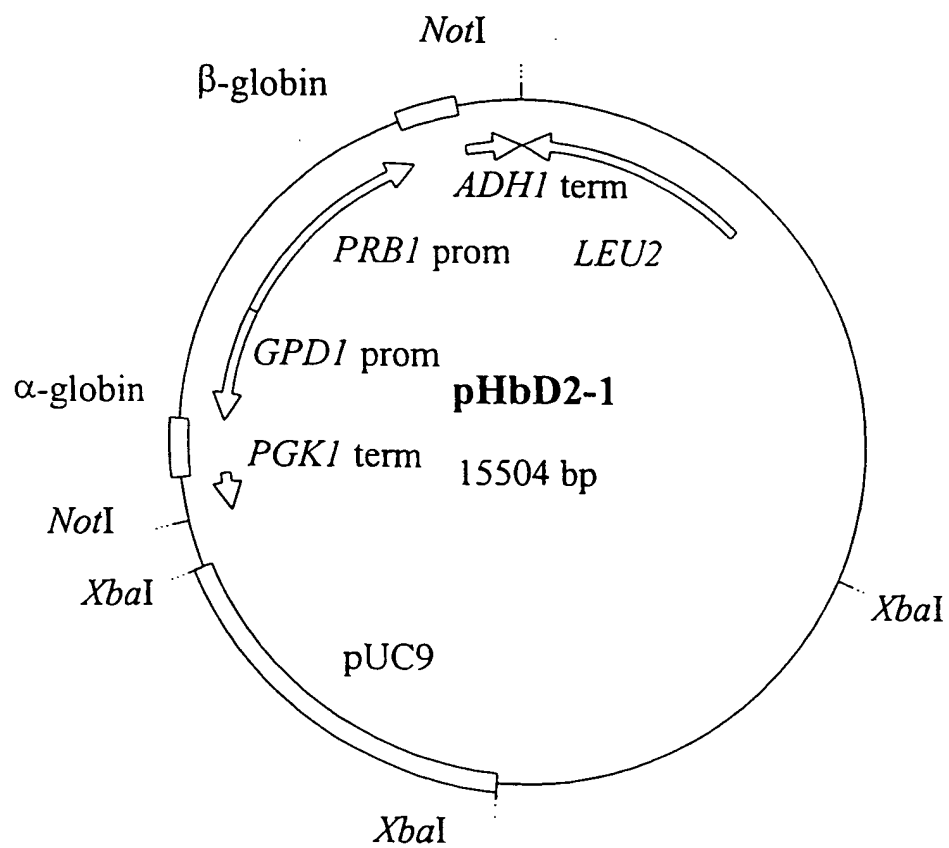 NotI
β-globin
ADH1 term
PRB1 prom
LEU2
GPD1 prom
α-globin
pHbD2-1
PGK1 term
15504 bp
NotI
XbaI
XbaI
pUC9
XbaI